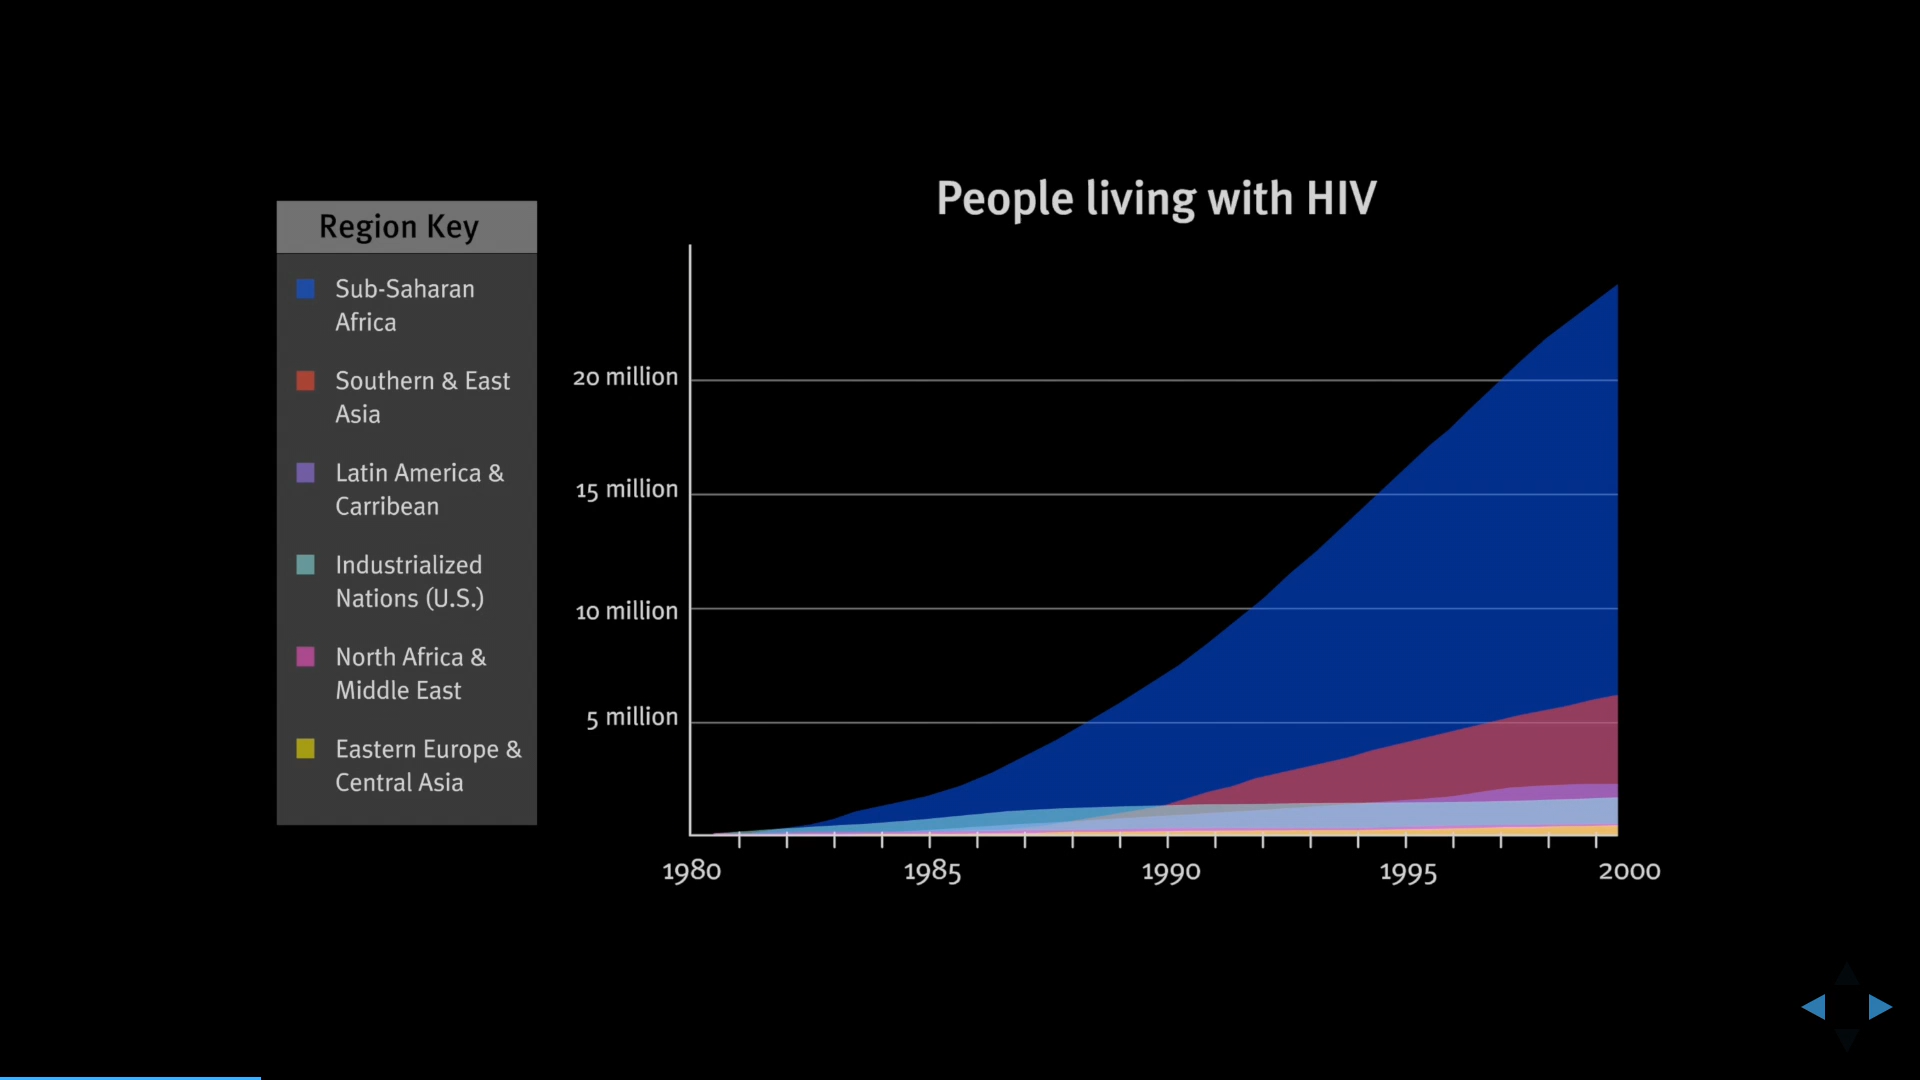 People living with HIV
Region Key
Sub-Saharan
Africa
Southern & East
Asia
Latin America &
Carribean
Industrialized
Nations (U.S.)
North Africa &
Middle East
Eastern Europe &
Central Asia
20 million
15 million
10 million
5 million
1980 1985 1990 1995 2000